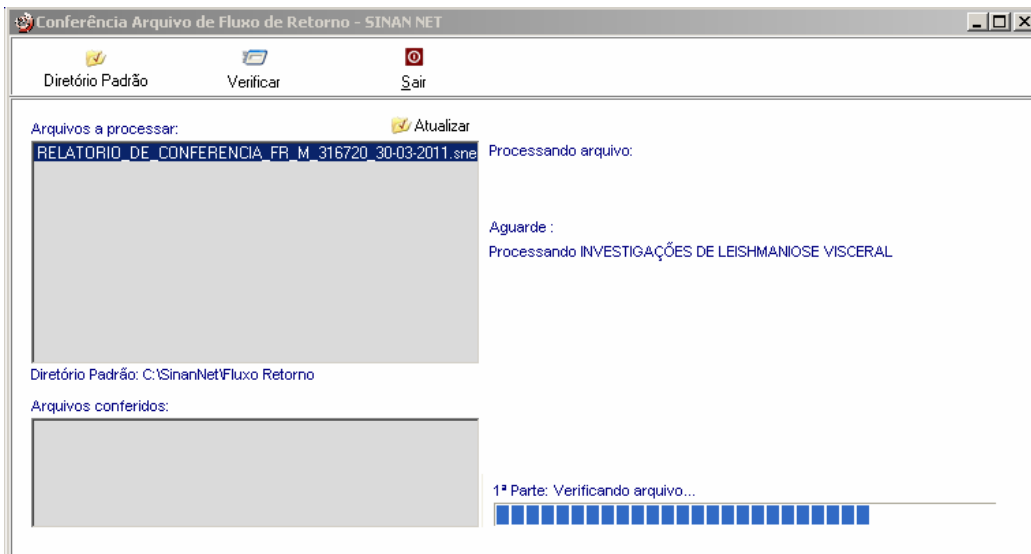 Conferência Arquivo de Fluxo de Retorno - SINAN NET
Diretório Padrão
Verificar
Sair
Arquivos a processar:
Atualizar
RELATORIO_DE_CONFERENCIA_FR_M_316720_30-03-2011.sne
Processando arquivo:
Aguarde :
Processando INVESTIGAÇÕES DE LEISHMANIOSE VISCERAL
Diretório Padrão: C:\SinanNet\Fluxo Retorno
Arquivos conferidos:
1ª Parte: Verificando arquivo...